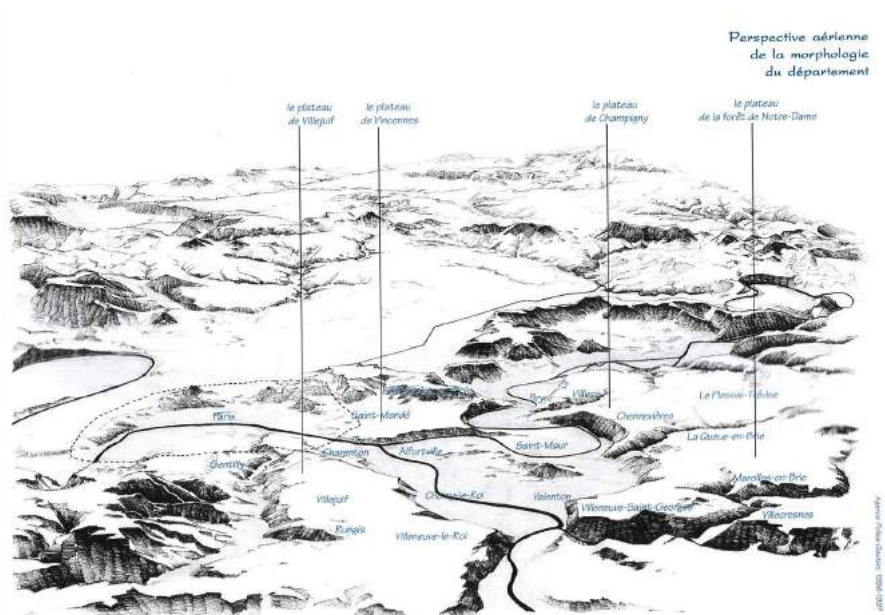 Perspective aérienne
de la morphologie
du département
le plateau
de Villejuif
le plateau
de Vincennes
le plateau
de Champigny
le plateau
de la forêt de Notre-Dame
Bry
Villiers
Le Plessis-Trévise
Paris
Saint-Mandé
Chennevières
La Queue-en-Brie
Saint-Maur
Charenton
Alfortville
Gentilly
Marolles-en-Brie
Villejuif
Choisy-le-Roi
Valenton
Villeneuve-Saint-Georges
Villecresnes
Rungis
Villeneuve-le-Roi